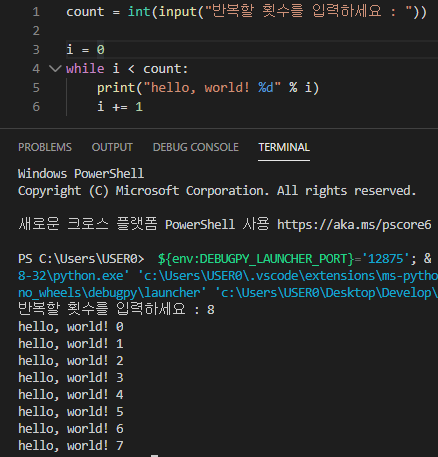 1 count = int(input("반복할 횟수를 입력하세요 : "))
2
3 i = 0
4 while i < count:
5 print("hello, world! %d" % i)
6 i += 1
PROBLEMS OUTPUT DEBUG CONSOLE TERMINAL
Windows PowerShell
Copyright (C) Microsoft Corporation. All rights reserved.
새로운 크로스 플랫폼 PowerShell 사용 https://aka.ms/pscore6
PS C:\Users\USER0> ${env:DEBUGPY_LAUNCHER_PORT}='12875'; &
8-32\python.exe' 'c:\Users\USER0\.vscode\extensions\ms-pytho
no_wheels\debugpy\launcher' 'c:\Users\USER0\Desktop\Develop\
반복할 횟수를 입력하세요 : 8
hello, world! 0
hello, world! 1
hello, world! 2
hello, world! 3
hello, world! 4
hello, world! 5
hello, world! 6
hello, world! 7